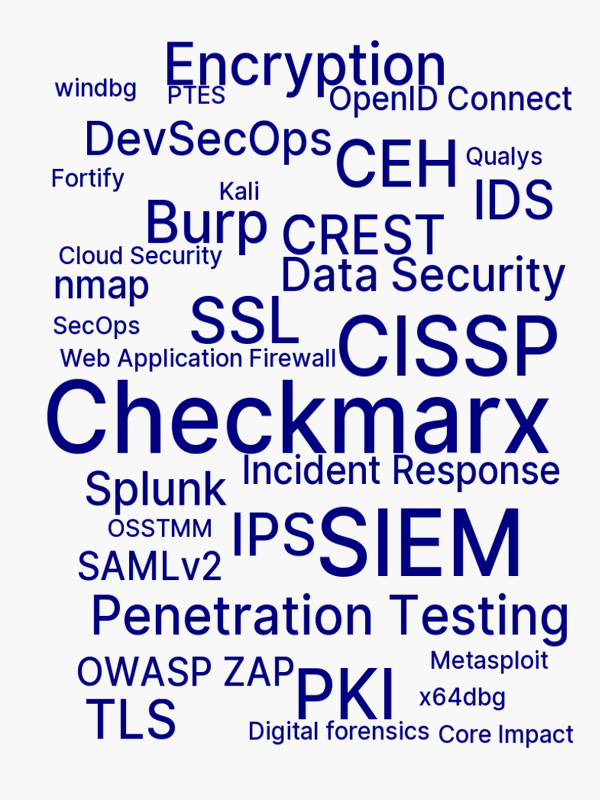 Encryption
windbg
PTES
OpenID Connect
DevSecOps
CEH
Qualys
Fortify
Kali
IDS
Burp
CREST
Cloud Security
Data Security
nmap
SSL
SecOps
CISSP
Web Application Firewall
Checkmarx
Incident Response
Splunk
OSSTMM
IPS
SIEM
SAMLv2
Penetration Testing
OWASP ZAP
Metasploit
PKI
x64dbg
TLS
Digital forensics
Core Impact